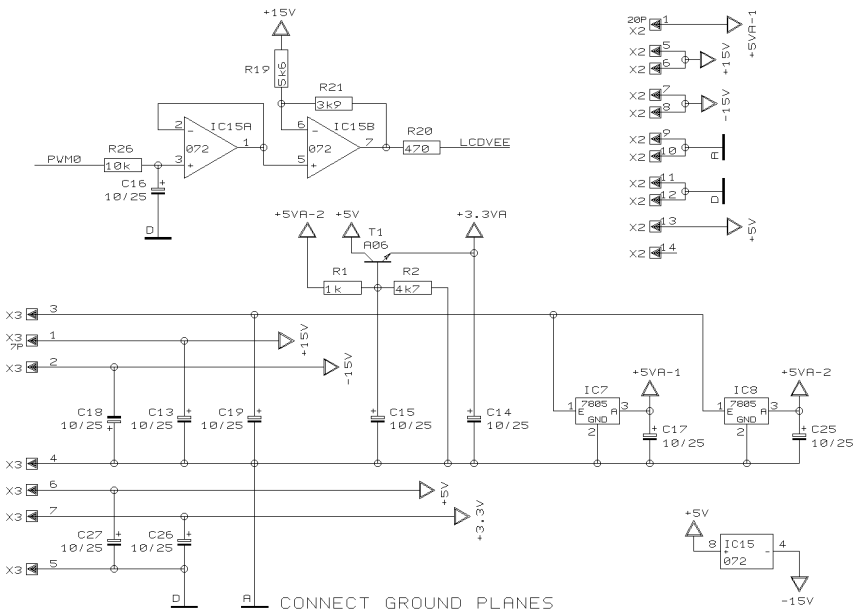 +15V
R19
5k6
R21
3k9
IC15A
072
2
3
1
IC15B
072
6
5
7
R20
470
LCDVEE
PWM0
R26
10k
C16
10/25
D
20P
X2 1 +5VA-1
X2 5
X2 6 +15V
X2 7
X2 8 -15V
X2 9
X2 10 A
X2 11
X2 12 D
X2 13 +5V
X2 14
+5VA-2
+5V
T1
A06
+3.3VA
R1
1k
R2
4k7
X3 3
X3 1 +15V
7P
X3 2 -15V
C18
10/25
C13
10/25
C19
10/25
C15
10/25
C14
10/25
IC7
7805
E A
GND
1
3
2
+5VA-1
C17
10/25
IC8
7805
E A
GND
1
3
2
+5VA-2
C25
10/25
X3 4
X3 6 +5V
X3 7 +3.3V
C27
10/25
C26
10/25
X3 5
D
A
CONNECT GROUND PLANES
+5V
8
IC15
+ -
072
4
-15V